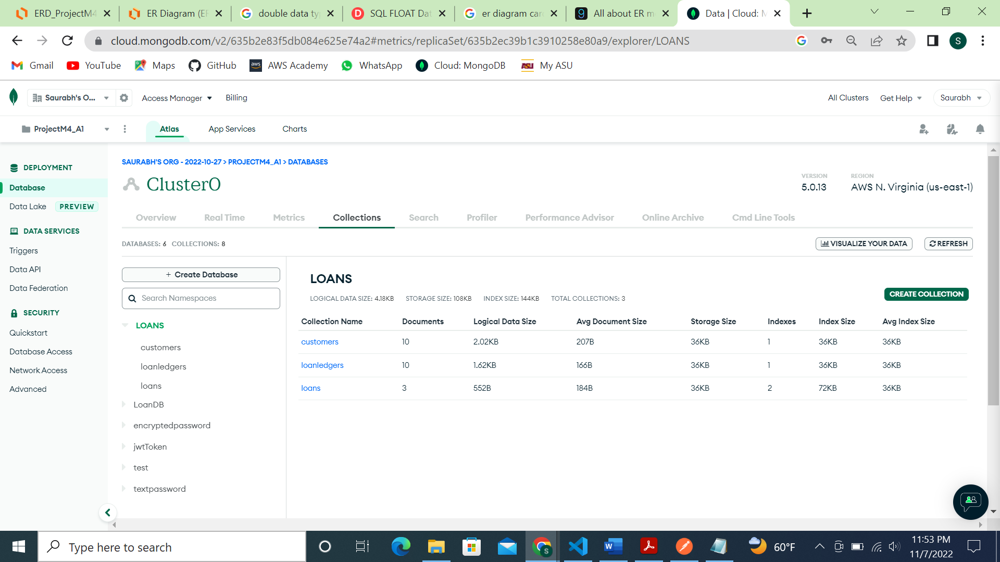 ERD_ProjectM4
ER Diagram (ER
double data typ
SQL FLOAT Dat
er diagram card
All about ER m
Data | Cloud: M
cloud.mongodb.com/v2/635b2e83f5db084e625e74a2#metrics/replicaSet/635b2ec39b1c3910258e80a9/explorer/LOANS
S
Gmail
YouTube
Maps
GitHub
aws
AWS Academy
WhatsApp
Cloud: MongoDB
ASU
My ASU
Saurabh's O...
Access Manager
Billing
All Clusters
Get Help
Saurabh
ProjectM4_A1
Atlas
App Services
Charts
DEPLOYMENT
Database
Data Lake PREVIEW
DATA SERVICES
Triggers
Data API
Data Federation
SECURITY
Quickstart
Database Access
Network Access
Advanced
SAURABH'S ORG - 2022-10-27 > PROJECTM4_A1 > DATABASES
Cluster0
VERSION
5.0.13
REGION
AWS N. Virginia (us-east-1)
Overview
Real Time
Metrics
Collections
Search
Profiler
Performance Advisor
Online Archive
Cmd Line Tools
DATABASES: 6 COLLECTIONS: 8
VISUALIZE YOUR DATA
REFRESH
+ Create Database
Search Namespaces
LOANS
customers
loanledgers
loans
LoanDB
encryptedpassword
jwtToken
test
textpassword
LOANS
LOGICAL DATA SIZE: 4.18KB STORAGE SIZE: 108KB INDEX SIZE: 144KB TOTAL COLLECTIONS: 3
CREATE COLLECTION
Collection Name Documents Logical Data Size Avg Document Size Storage Size Indexes Index Size Avg Index Size
customers 10 2.02KB 207B 36KB 1 36KB 36KB
loanledgers 10 1.62KB 166B 36KB 1 36KB 36KB
loans 3 552B 184B 36KB 2 72KB 36KB
Type here to search
S
W
60°F
11:53 PM
11/7/2022